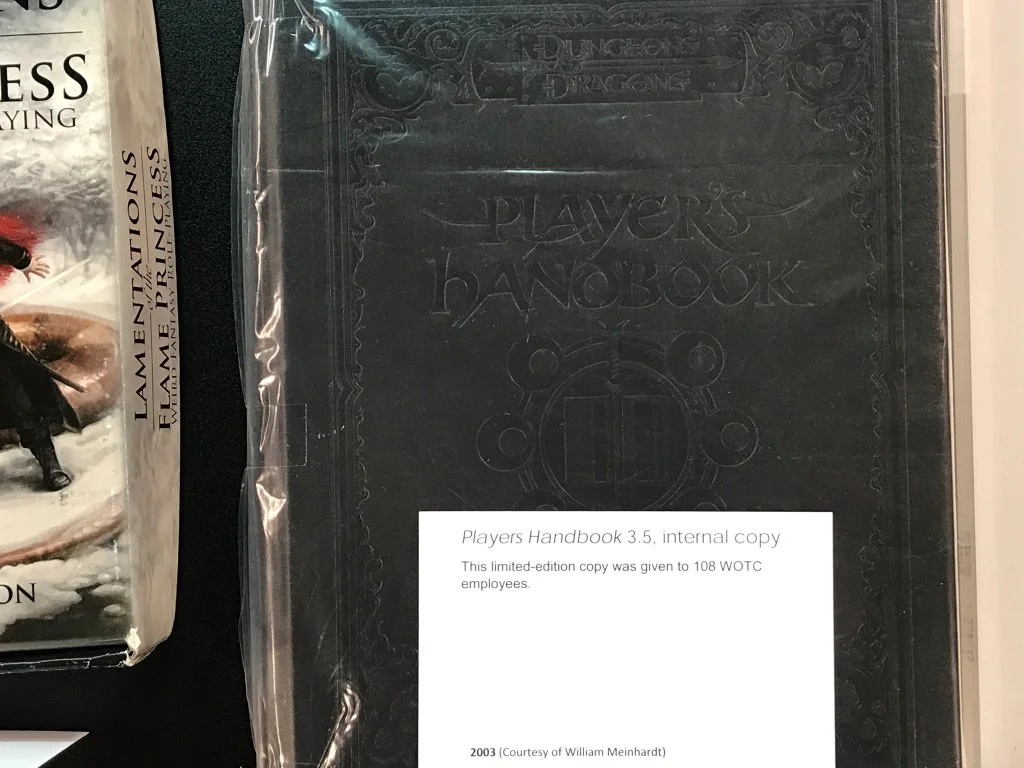 NS
ESS
AYING
LAMENTATIONS
of the
FLAME PRINCESS
WEIRD FANTASY ROLE-PLAYING
ON
DUNGEONS
DRAGONS
PLAYER'S
HANDBOOK
Players Handbook 3.5, internal copy
This limited-edition copy was given to 108 WOTC
employees.
2003 (Courtesy of William Meinhardt)